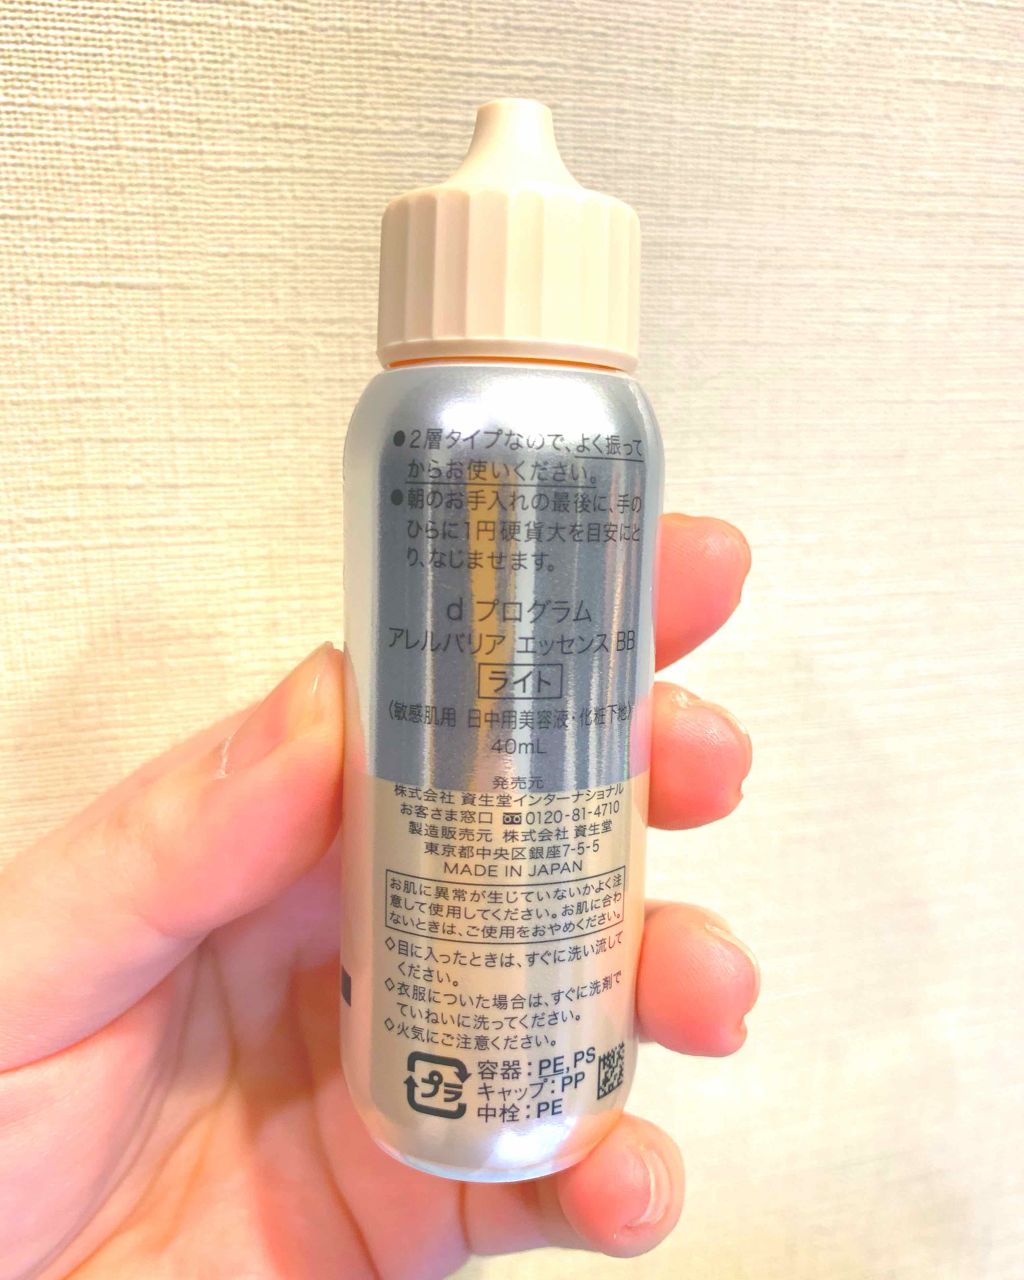 ●2層タイプなので、よく振って
からお使いください。
●朝のお手入れの最後に、手の
ひらに1円硬貨大を目安にと
り、なじませます。
d プログラム
アレルバリア エッセンス BB
ライト
(敏感肌用 日中用美容液・化粧下地)
40mL
発売元
株式会社 資生堂インターナショナル
お客さま窓口 0120-81-4710
製造販売元 株式会社 資生堂
東京都中央区銀座7-5-5
MADE IN JAPAN
お肌に異常が生じていないかよく注
意して使用してください。お肌に合わ
ないときは、ご使用をおやめください。
◇目に入ったときは、すぐに洗い流して
ください。
◇衣服についた場合は、すぐに洗剤で
ていねいに洗ってください。
◇火気にご注意ください。
プラ
容器:PE,PS
キャップ:PP
中栓:PE